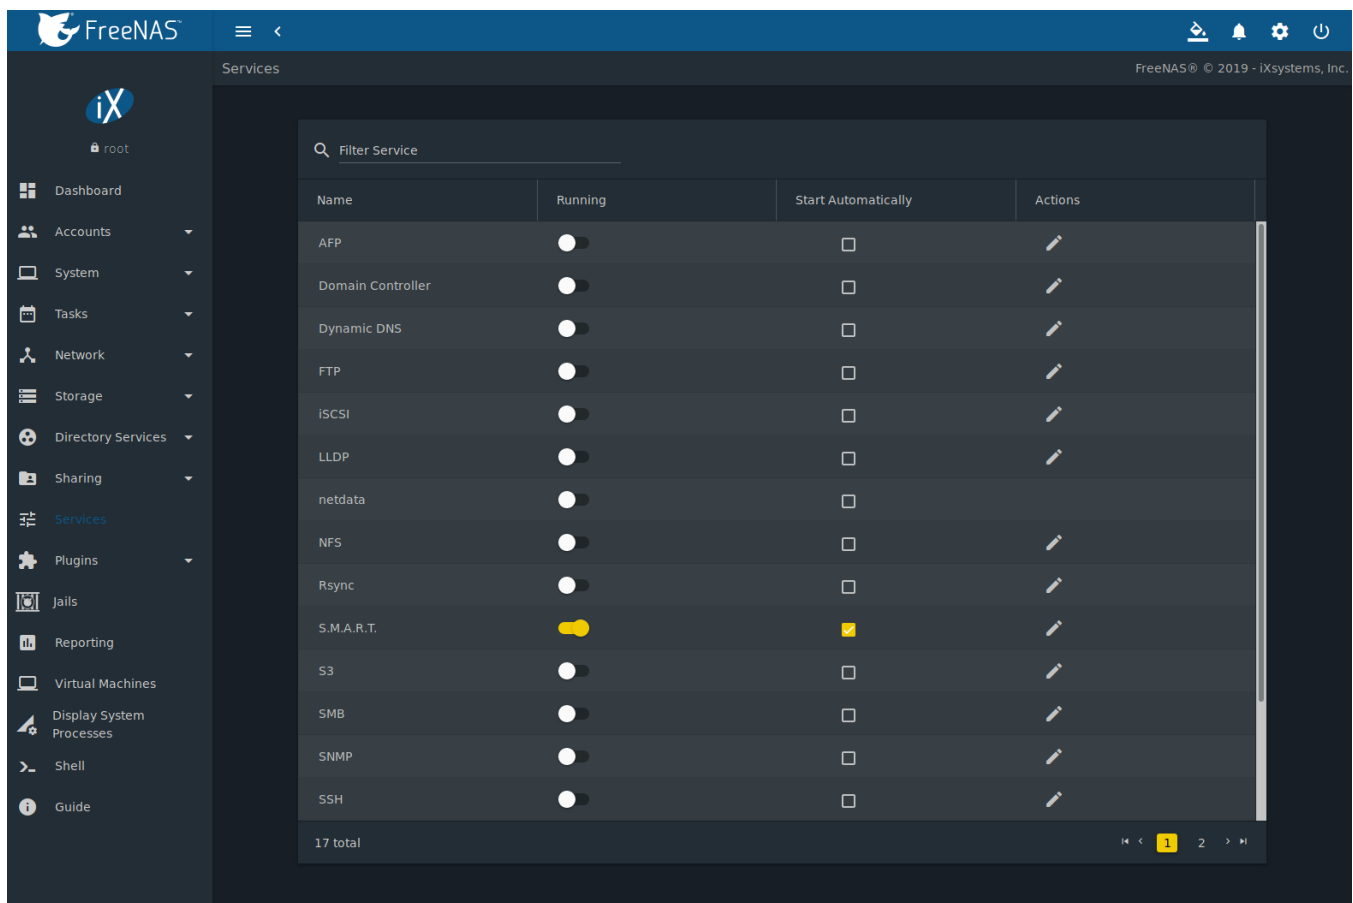 FreeNAS™
Services
FreeNAS® © 2019 - iXsystems, Inc.
iX
root
Dashboard
Accounts
System
Tasks
Network
Storage
Directory Services
Sharing
Services
Plugins
Jails
Reporting
Virtual Machines
Display System
Processes
Shell
Guide
Filter Service
Name Running Start Automatically Actions
AFP
Domain Controller
Dynamic DNS
FTP
iSCSI
LLDP
netdata
NFS
Rsync
S.M.A.R.T.
S3
SMB
SNMP
SSH
17 total 1 2